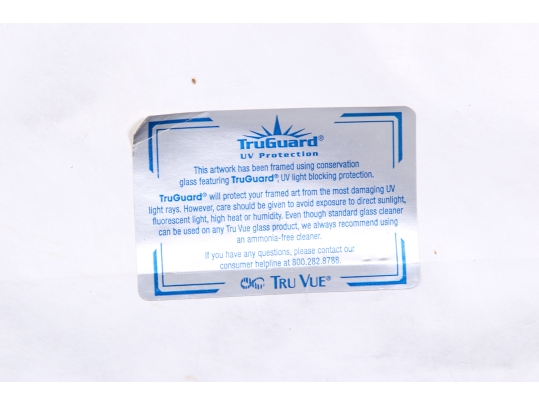 TruGuard®
UV Protection
This artwork has been framed using conservation
glass featuring TruGuard®, UV light blocking protection.
TruGuard® will protect your framed art from the most damaging UV
light rays. However, care should be given to avoid exposure to direct sunlight,
fluorescent light, high heat or humidity. Even though standard glass cleaner
can be used on any Tru Vue glass product, we always recommend using
an ammonia-free cleaner.
If you have any questions, please contact our
consumer helpline at 800.282.8788.
TRU VUE®